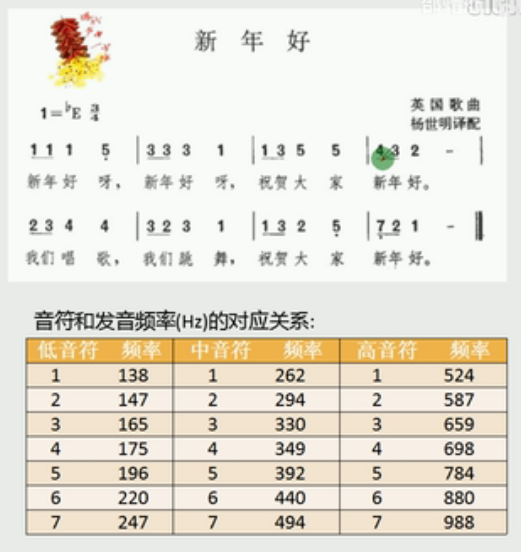 新 年 好
1=♭E 3/4
英 国 歌 曲
杨世明译配
1 1 1 5̣ | 3 3 3 1 | 1 3 5 5 | 4 3 2 - |
新年好 呀， 新年好 呀， 祝贺大 家 新年好。
2 3 4 4 | 3 2 3 1 | 1 3 2 5̣ | 7̣ 2 1 - ‖
我们唱 歌， 我们跳 舞， 祝贺大 家 新年好。
音符和发音频率(Hz)的对应关系:
低音符 频率 中音符 频率 高音符 频率
1 138 1 262 1 524
2 147 2 294 2 587
3 165 3 330 3 659
4 175 4 349 4 698
5 196 5 392 5 784
6 220 6 440 6 880
7 247 7 494 7 988